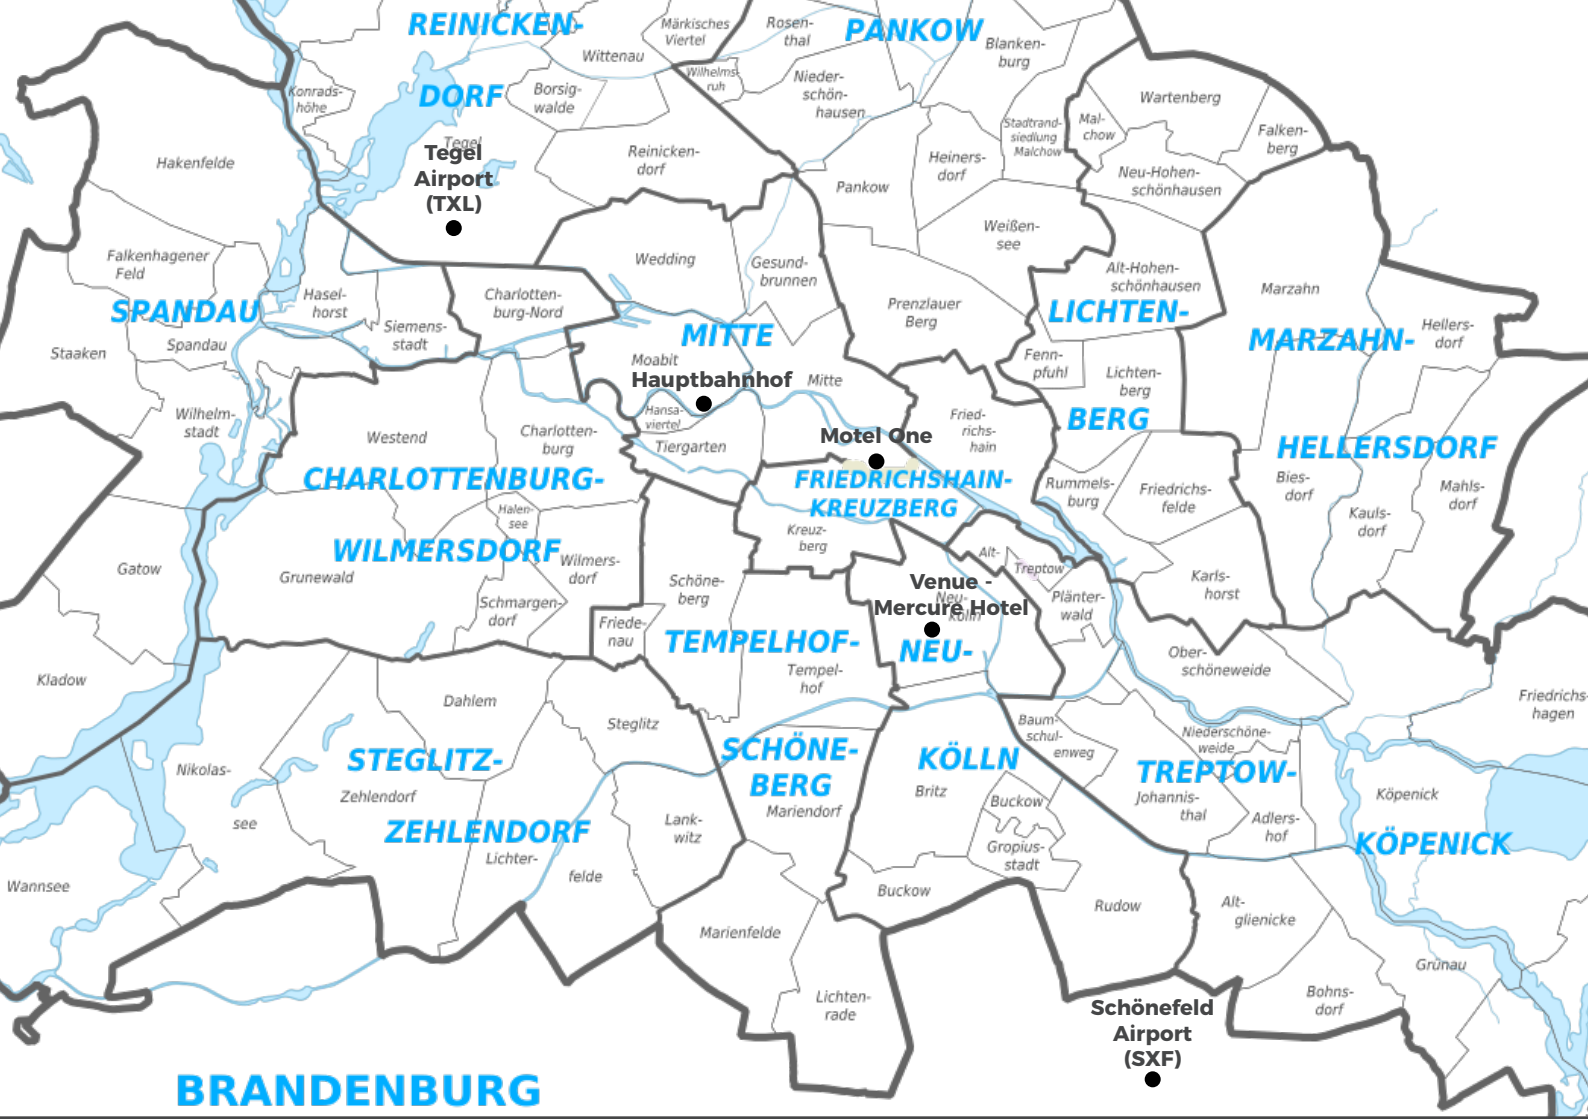 REINICKEN-
DORF
PANKOW
Märkisches
Viertel
Rosen-
thal
Blanken-
burg
Wittenau
Wilhelms-
ruh
Nieder-
schön-
hausen
Konrads-
höhe
Borsig-
walde
Tegel
Tegel
Airport
(TXL)
Reinicken-
dorf
Hakenfelde
Stadtrand-
siedlung
Malchow
Mal-
chow
Wartenberg
Falken-
berg
Heiners-
dorf
Pankow
Neu-Hohen-
schönhausen
Weißen-
see
Falkenhagener
Feld
Wedding
Gesund-
brunnen
Alt-Hohen-
schönhausen
Marzahn
Hasel-
horst
Charlotten-
burg-Nord
Prenzlauer
Berg
SPANDAU
LICHTEN-
BERG
Siemens-
stadt
Spandau
Staaken
MITTE
MARZAHN-
HELLERSDORF
Hellers-
dorf
Moabit
Hauptbahnhof
Mitte
Fenn-
pfuhl
Lichten-
berg
Wilhelm-
stadt
Hansa-
viertel
Tiergarten
Westend
Charlotten-
burg
Fried-
richs-
hain
Motel One
CHARLOTTENBURG-
WILMERSDORF
FRIEDRICHSHAIN-
KREUZBERG
Rummels-
burg
Friedrichs-
felde
Bies-
dorf
Mahls-
dorf
Kauls-
dorf
Halen-
see
Kreuz-
berg
Alt-
Treptow
Gatow
Grunewald
Wilmers-
dorf
Schöne-
berg
Venue -
Mercure Hotel
Neu-
kölln
Plänter-
wald
Karls-
horst
Schmargen-
dorf
Friede-
nau
TEMPELHOF-
SCHÖNE-
BERG
NEU-
KÖLLN
Tempel-
hof
Ober-
schöneweide
Kladow
Dahlem
Steglitz
Friedrichs-
hagen
Baum-
schul-
enweg
Niederschöne-
weide
STEGLITZ-
ZEHLENDORF
TREPTOW-
KÖPENICK
Nikolas-
see
Zehlendorf
Mariendorf
Britz
Buckow
Johannis-
thal
Adlers-
hof
Köpenick
Lank-
witz
Lichter-
felde
Gropius-
stadt
Wannsee
Buckow
Rudow
Alt-
glienicke
Marienfelde
Grünau
Lichten-
rade
Bohns-
dorf
Schönefeld
Airport
(SXF)
BRANDENBURG